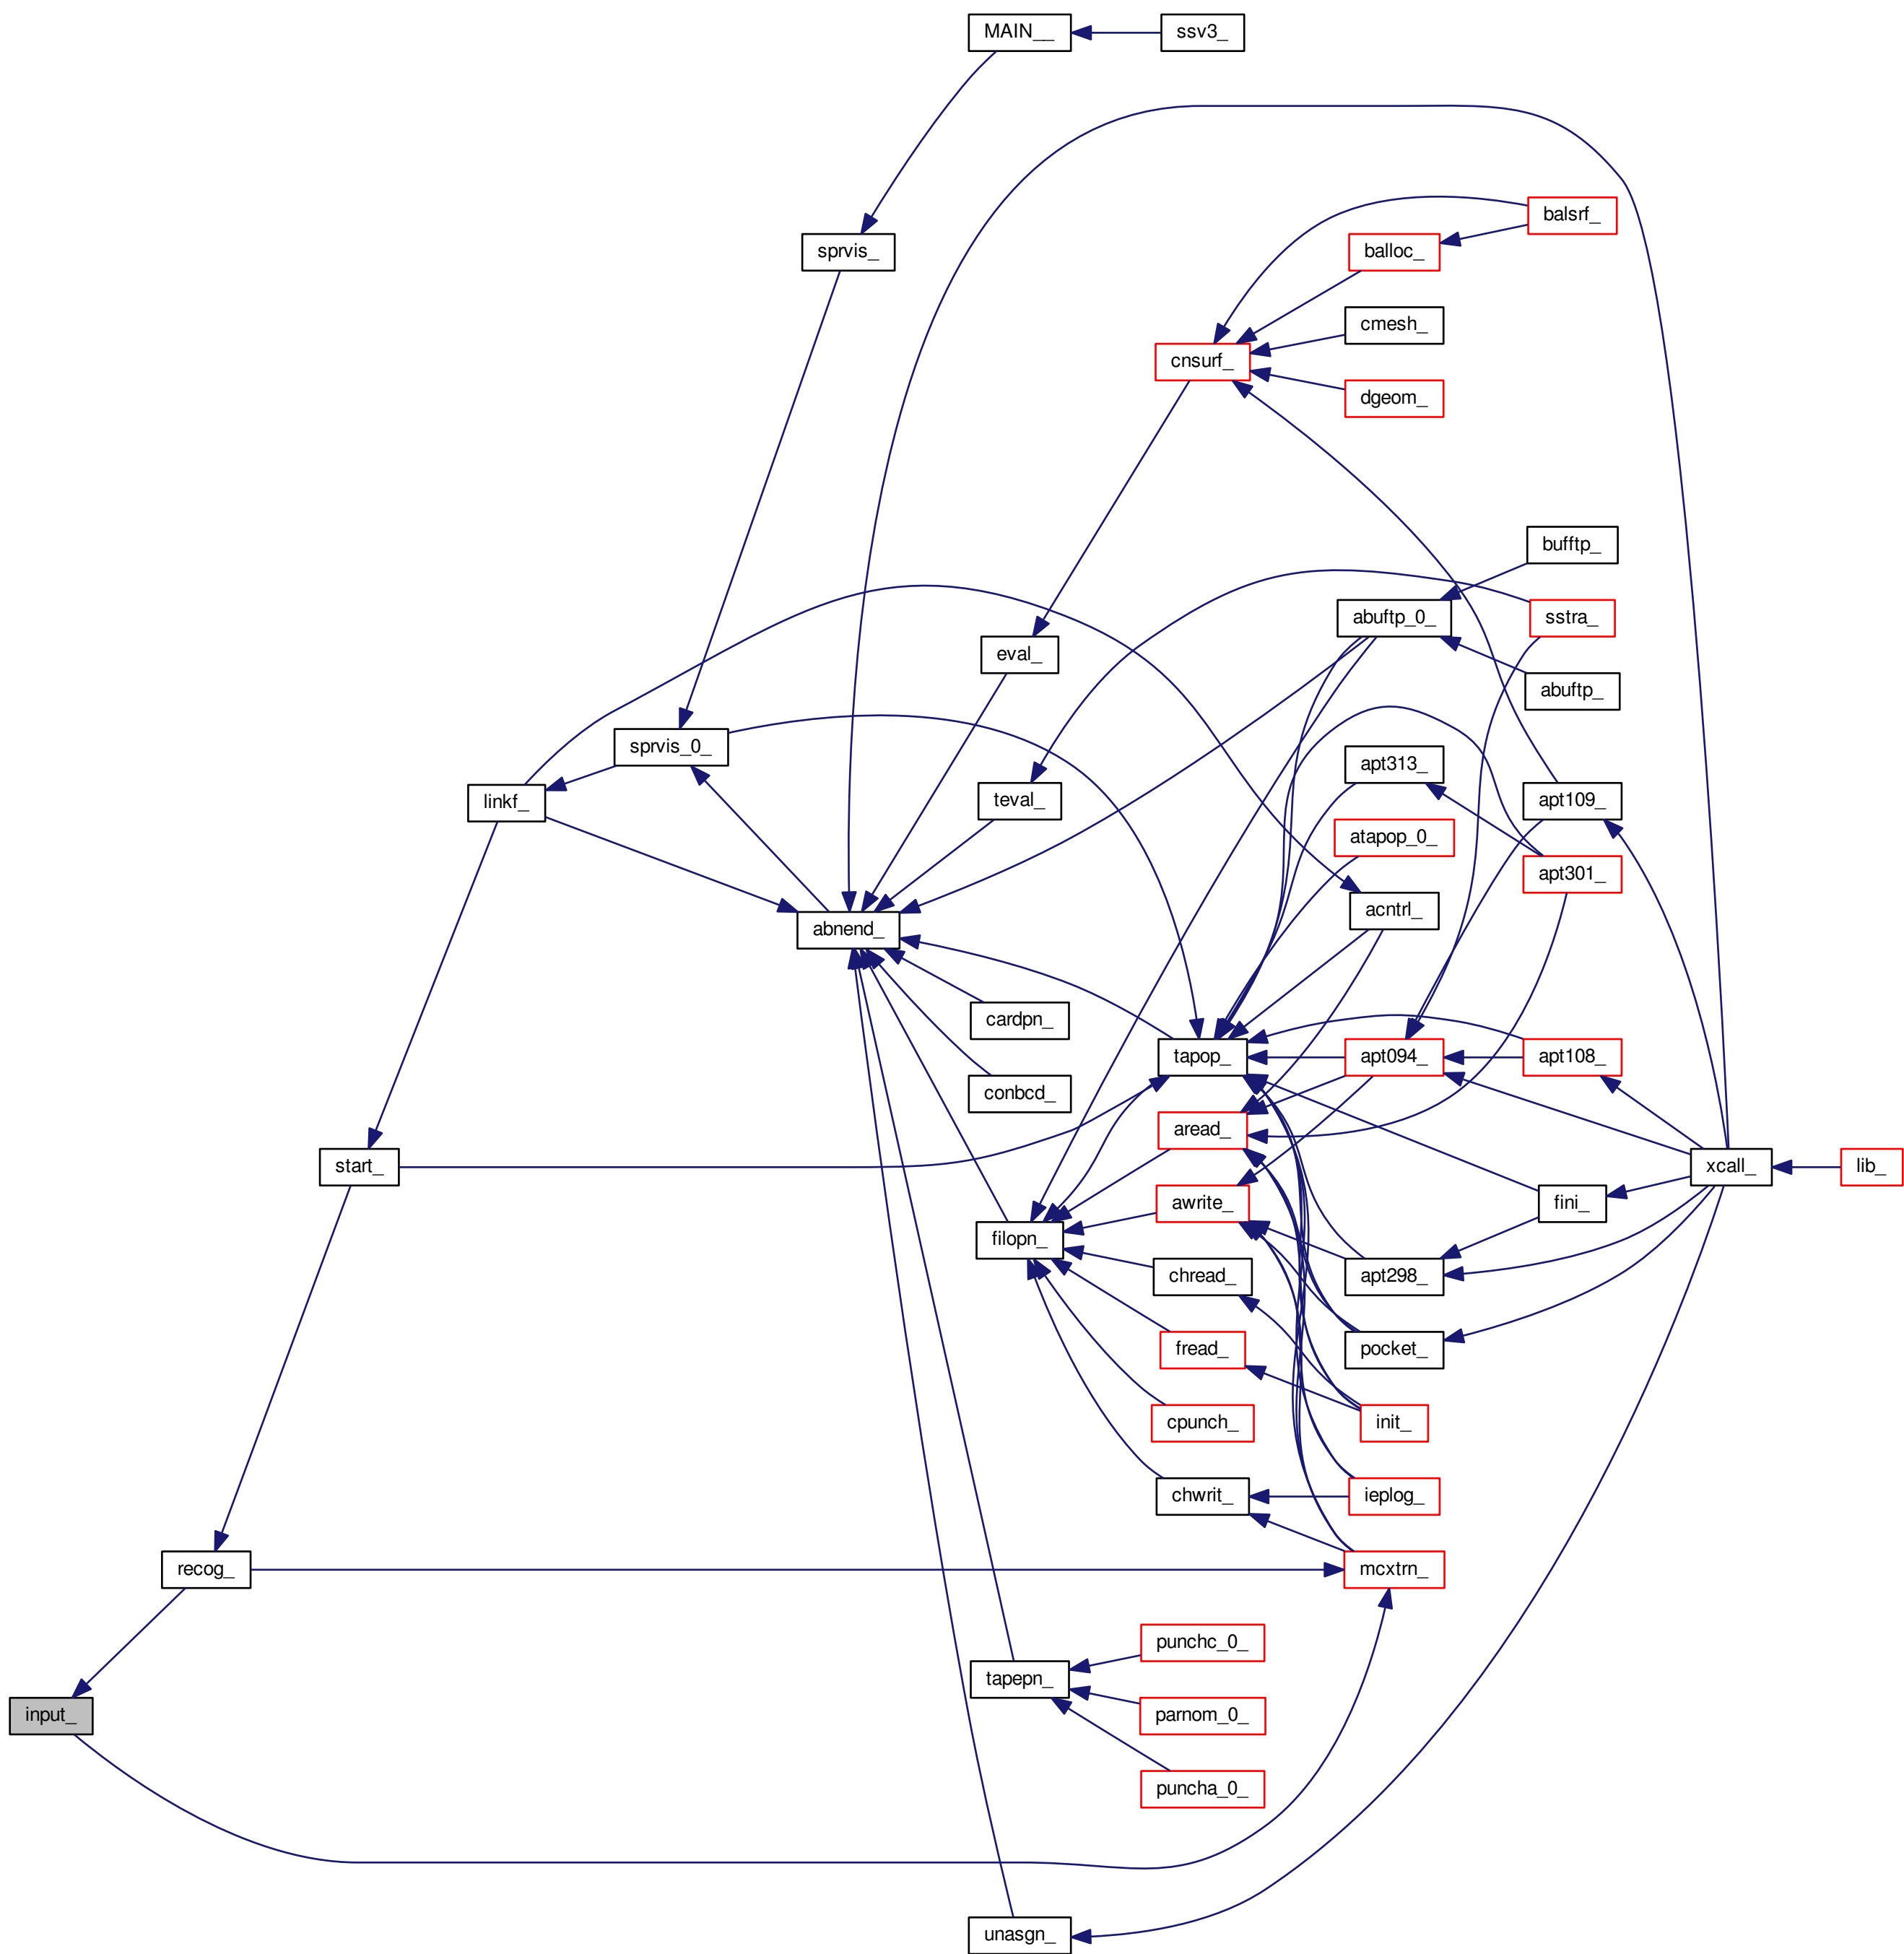 MAIN__
ssv3_
sprvis_
balsrf_
balloc_
cmesh_
cnsurf_
dgeom_
bufftp_
abuftp_0_
sstra_
eval_
abuftp_
sprvis_0_
apt313_
linkf_
teval_
apt109_
atapop_0_
apt301_
acntrl_
abnend_
cardpn_
tapop_
apt094_
apt108_
conbcd_
aread_
start_
xcall_
lib_
awrite_
fini_
filopn_
chread_
apt298_
fread_
pocket_
cpunch_
init_
chwrit_
ieplog_
recog_
mcxtrn_
punchc_0_
tapepn_
input_
parnom_0_
puncha_0_
unasgn_